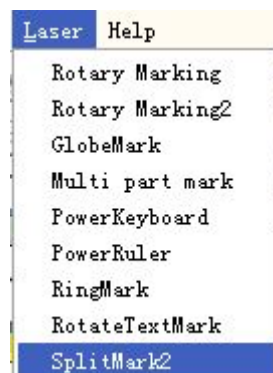 Laser Help
Rotary Marking
Rotary Marking2
GlobeMark
Multi part mark
PowerKeyboard
PowerRuler
RingMark
RotateTextMark
SplitMark2